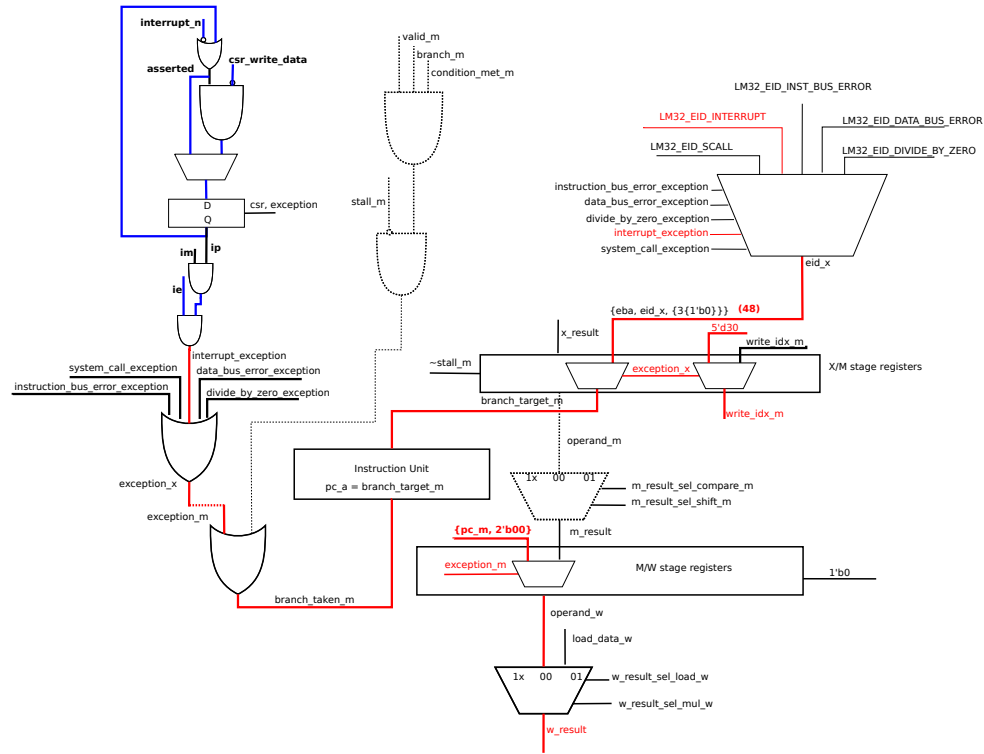 interrupt_n
asserted
csr_write_data
D
Q
csr, exception
im
ip
ie
interrupt_exception
system_call_exception
data_bus_error_exception
instruction_bus_error_exception
divide_by_zero_exception
exception_x
exception_m
branch_taken_m
valid_m
branch_m
condition_met_m
stall_m
Instruction Unit
pc_a = branch_target_m
LM32_EID_INST_BUS_ERROR
LM32_EID_INTERRUPT
LM32_EID_DATA_BUS_ERROR
LM32_EID_SCALL
LM32_EID_DIVIDE_BY_ZERO
instruction_bus_error_exception
data_bus_error_exception
divide_by_zero_exception
interrupt_exception
system_call_exception
eid_x
{eba, eid_x, {3{1'b0}}} (48)
x_result
5'd30
write_idx_m
~stall_m
exception_x
X/M stage registers
branch_target_m
write_idx_m
operand_m
1x 00 01
m_result_sel_compare_m
m_result_sel_shift_m
{pc_m, 2'b00}
m_result
exception_m
M/W stage registers
1'b0
operand_w
load_data_w
1x 00 01
w_result_sel_load_w
w_result_sel_mul_w
w_result